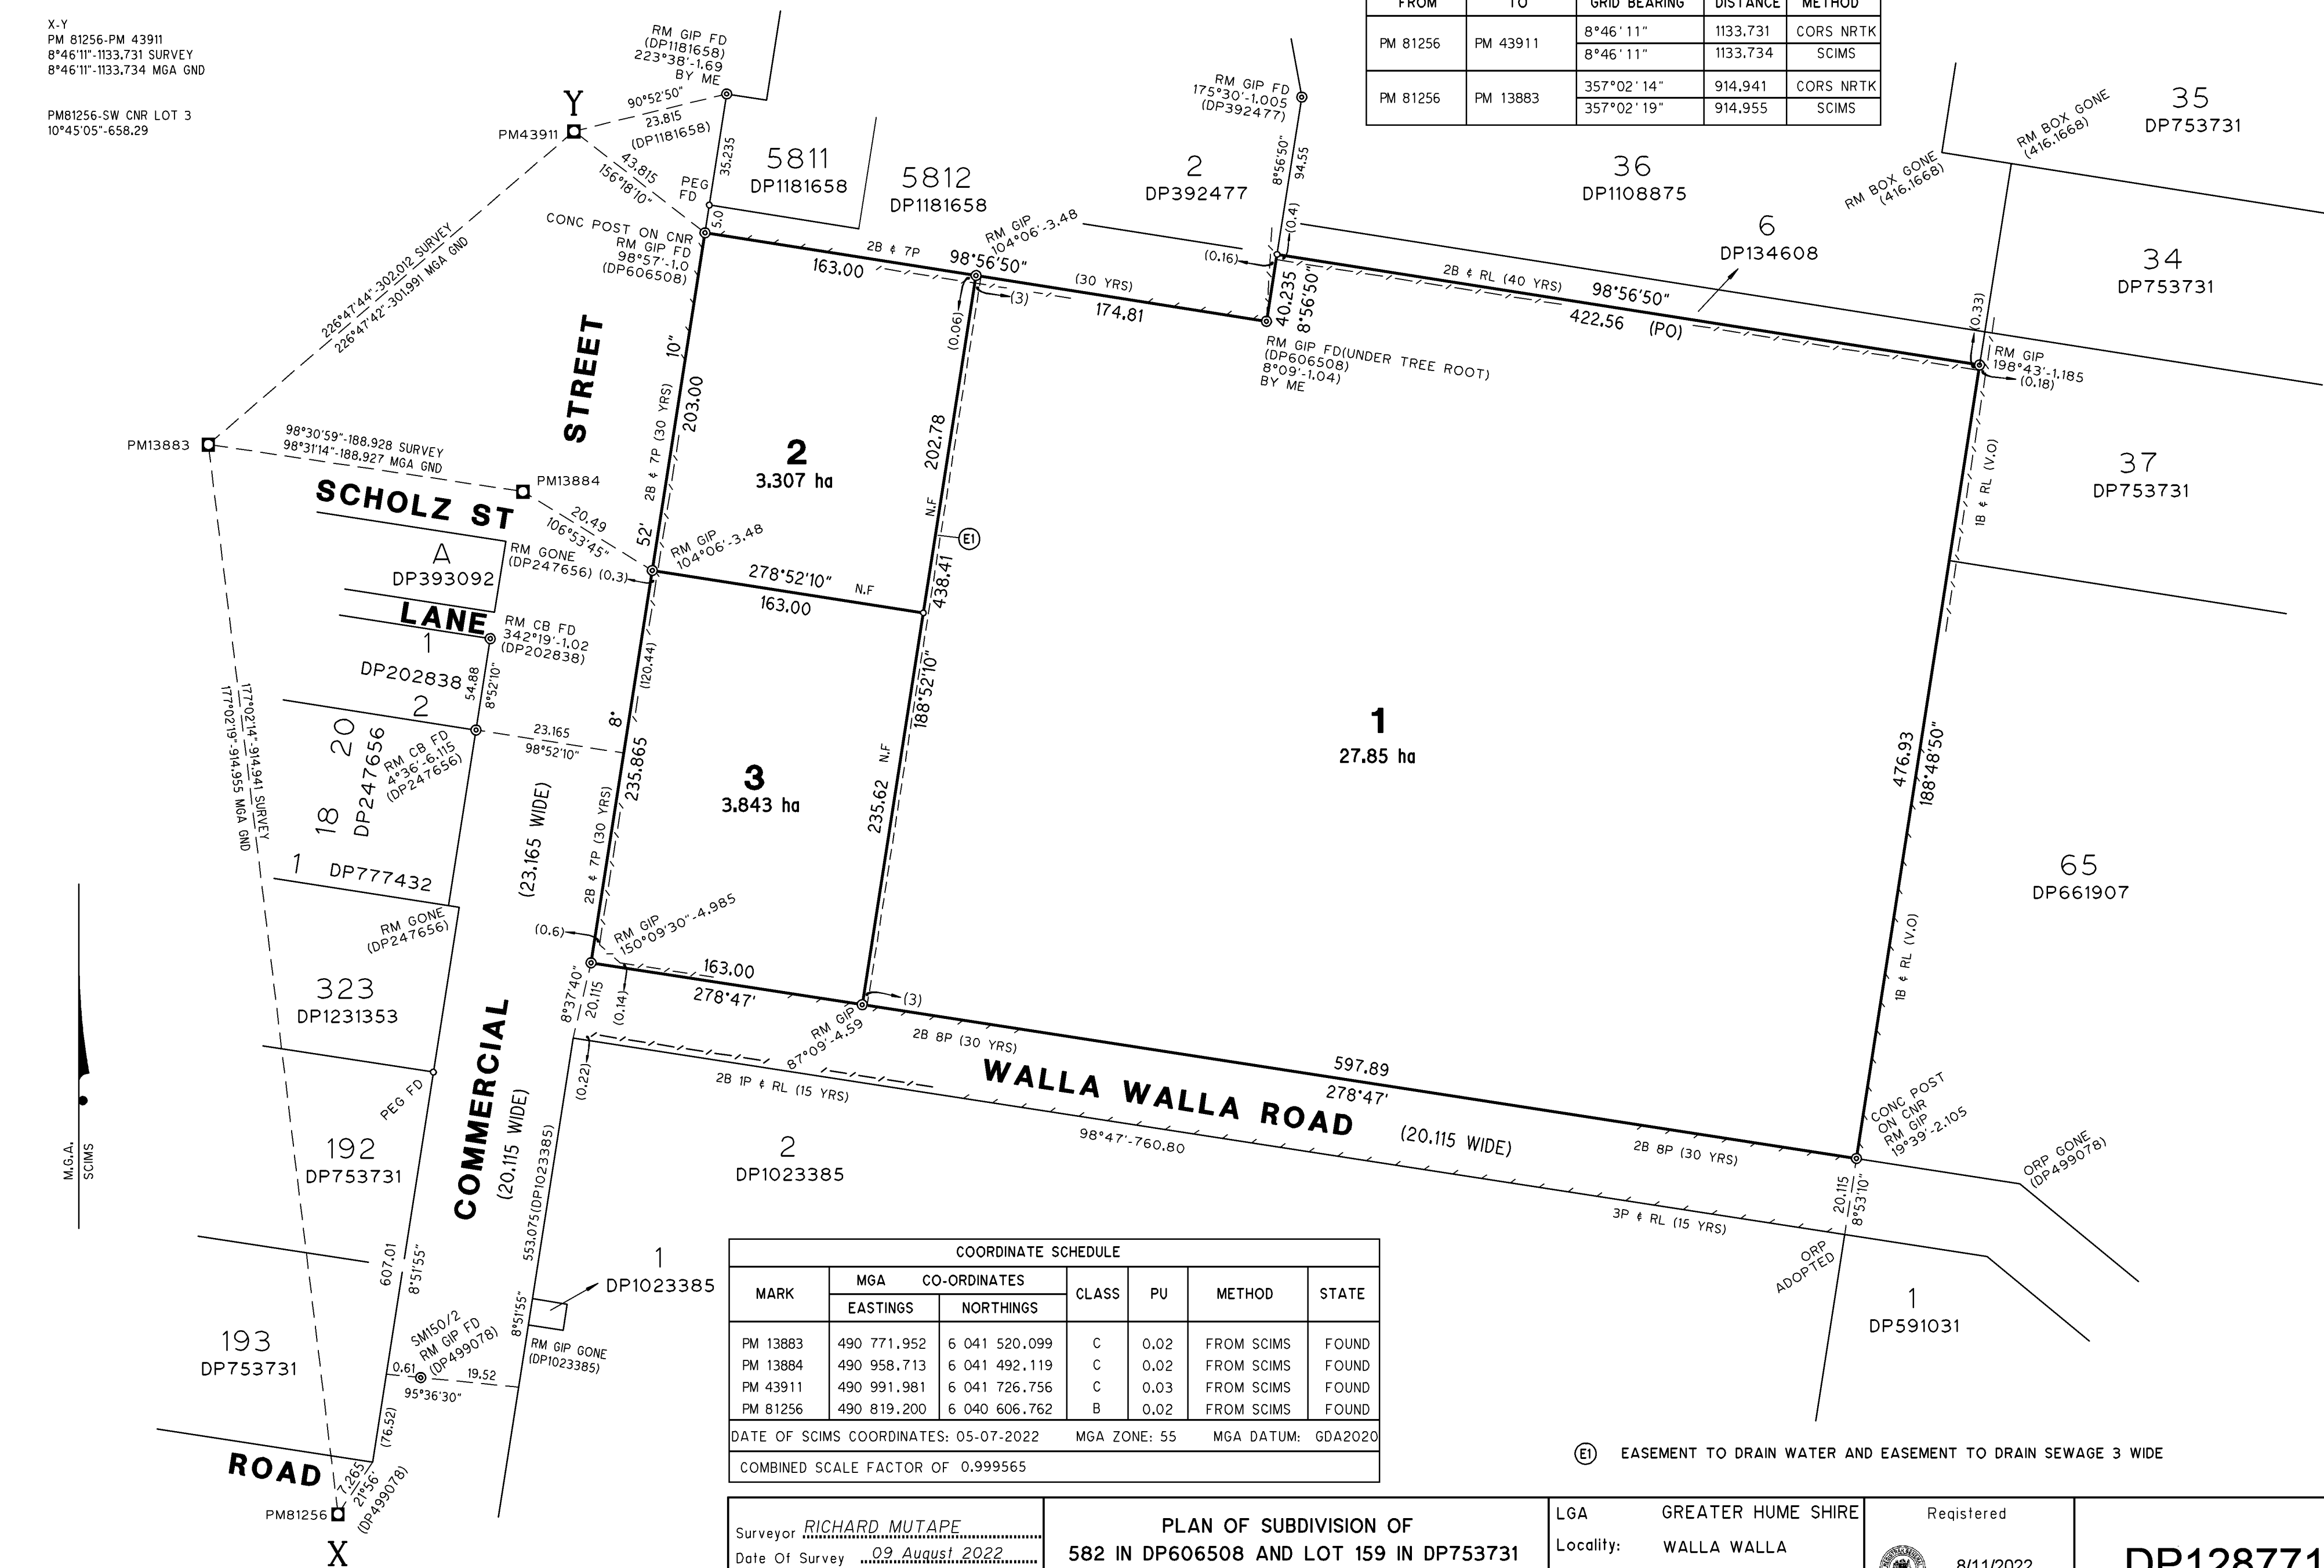 X-Y
PM 81256-PM 43911
8°46'11"-1133.731 SURVEY
8°46'11"-1133.734 MGA GND
PM81256-SW CNR LOT 3
10°45'05"-658.29
FROM TO GRID BEARING DISTANCE METHOD
PM 81256 PM 43911 8°46'11" 1133.731 CORS NRTK
8°46'11" 1133.734 SCIMS
PM 81256 PM 13883 357°02'14" 914.941 CORS NRTK
357°02'19" 914.955 SCIMS
RM GIP FD
(DP1181658)
223°38'-1.69
BY ME
Y
PM43911
90°52'50"
23.815
(DP1181658)
43.815
156°18'10"
35.235
PEG
FD
5.0
5811
DP1181658
5812
DP1181658
2
DP392477
RM GIP FD
175°30'-1.005
(DP392477)
8°56'50"
94.55
(0.4)
(0.16)
36
DP1108875
6
DP134608
RM BOX GONE
(416.1668)
RM BOX GONE
(416.1668)
35
DP753731
34
DP753731
37
DP753731
CONC POST ON CNR
RM GIP FD
98°57'-1.0
(DP606508)
2B & 7P
163.00
98°56'50"
RM GIP
104°06'-3.48
(30 YRS)
174.81
(3)
(0.06)
40.235
8°56'50"
RM GIP FD(UNDER TREE ROOT)
(DP606508)
8°09'-1.04)
BY ME
2B & RL (40 YRS)
98°56'50"
422.56 (PO)
(0.33)
RM GIP
198°43'-1.185
(0.18)
226°47'44"-302.012 SURVEY
226°47'42"-301.991 MGA GND
PM13883
98°30'59"-188.928 SURVEY
98°31'14"-188.927 MGA GND
PM13884
20.49
106°53'45"
STREET
SCHOLZ ST
A
DP393092
RM GONE
(DP247656) (0.3)
LANE
RM CB FD
342°19'-1.02
(DP202838)
1
DP202838
54.88
8°52'10"
2
20
18
DP247656
RM CB FD
4°36'-6.115
(DP247656)
23.165
98°52'10"
1 DP777432
RM GONE
(DP247656)
(23.165 WIDE)
177°02'14"-914.941 SURVEY
177°02'19"-914.955 MGA GND
10"
52'
8°
2B & 7P (30 YRS)
203.00
2
3.307 ha
202.78
N.F
E1
438.41
188°52'10"
RM GIP
104°06'-3.48
278°52'10" N.F
163.00
(120.44)
235.865
2B & 7P (30 YRS)
3
3.843 ha
235.62
N.F
1
27.85 ha
476.93
188°48'50"
1B & RL (V.O)
1B & RL (V.O)
65
DP661907
(0.6)
RM GIP
150°09'30"-4.985
163.00
278°47'
8°37'40"
20.115
(0.14)
(0.22)
(3)
RM GIP
87°09'-4.59
2B 8P (30 YRS)
597.89
278°47'
2B 8P (30 YRS)
WALLA WALLA ROAD (20.115 WIDE)
2B 1P & RL (15 YRS)
98°47'-760.80
3P & RL (15 YRS)
CONC POST
ON CNR
RM GIP
19°39'-2.105
ORP GONE
(DP499078)
20.115
8°53'10"
ORP
ADOPTED
1
DP591031
323
DP1231353
PEG FD
192
DP753731
COMMERCIAL
(20.115 WIDE)
553.075(DP1023385)
8°51'55"
2
DP1023385
1
DP1023385
RM GIP GONE
(DP1023385)
607.01
8°51'55"
193
DP753731
SM150/2
RM GIP FD
(DP499078)
0.61
19.52
95°36'30"
(76.52)
ROAD
7.265
21°56'
(DP499078)
PM81256
X
M.G.A.
SCIMS
COORDINATE SCHEDULE
MARK MGA CO-ORDINATES CLASS PU METHOD STATE
EASTINGS NORTHINGS
PM 13883 490 771.952 6 041 520.099 C 0.02 FROM SCIMS FOUND
PM 13884 490 958.713 6 041 492.119 C 0.02 FROM SCIMS FOUND
PM 43911 490 991.981 6 041 726.756 C 0.03 FROM SCIMS FOUND
PM 81256 490 819.200 6 040 606.762 B 0.02 FROM SCIMS FOUND
DATE OF SCIMS COORDINATES: 05-07-2022 MGA ZONE: 55 MGA DATUM: GDA2020
COMBINED SCALE FACTOR OF 0.999565
E1 EASEMENT TO DRAIN WATER AND EASEMENT TO DRAIN SEWAGE 3 WIDE
Surveyor RICHARD MUTAPE
Date Of Survey 09 August 2022
PLAN OF SUBDIVISION OF
582 IN DP606508 AND LOT 159 IN DP753731
LGA GREATER HUME SHIRE
Locality: WALLA WALLA
Registered
8/11/2022
DP128771